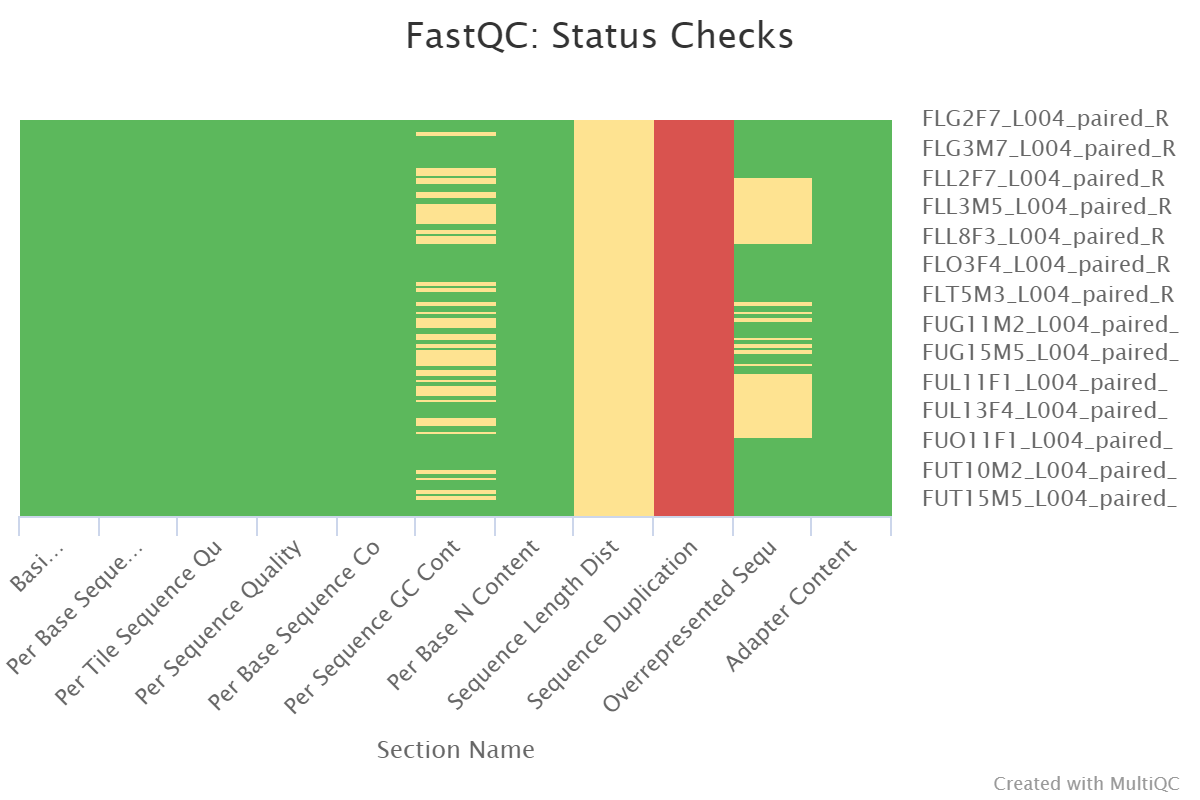 FastQC: Status Checks
FLG2F7_L004_paired_R
FLG3M7_L004_paired_R
FLL2F7_L004_paired_R
FLL3M5_L004_paired_R
FLL8F3_L004_paired_R
FLO3F4_L004_paired_R
FLT5M3_L004_paired_R
FUG11M2_L004_paired_
FUG15M5_L004_paired_
FUL11F1_L004_paired_
FUL13F4_L004_paired_
FUO11F1_L004_paired_
FUT10M2_L004_paired_
FUT15M5_L004_paired_
Basi...
Per Base Seque...
Per Tile Sequence Qu
Per Sequence Quality
Per Base Sequence Co
Per Sequence GC Cont
Per Base N Content
Sequence Length Dist
Sequence Duplication
Overrepresented Sequ
Adapter Content
Section Name
Created with MultiQC